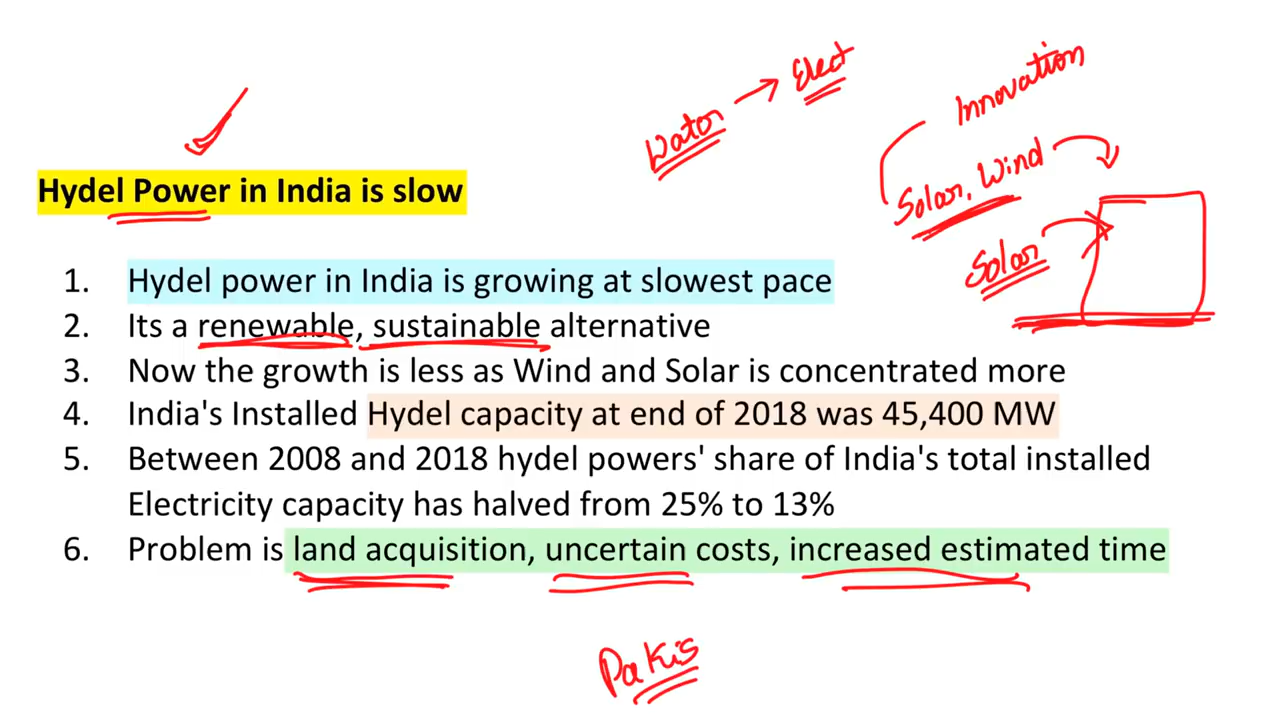 Water → Elect
Innovation
Solar, Wind
Solar
Hydel Power in India is slow
1. Hydel power in India is growing at slowest pace
2. Its a renewable, sustainable alternative
3. Now the growth is less as Wind and Solar is concentrated more
4. India's Installed Hydel capacity at end of 2018 was 45,400 MW
5. Between 2008 and 2018 hydel powers' share of India's total installed
Electricity capacity has halved from 25% to 13%
6. Problem is land acquisition, uncertain costs, increased estimated time
Pakis